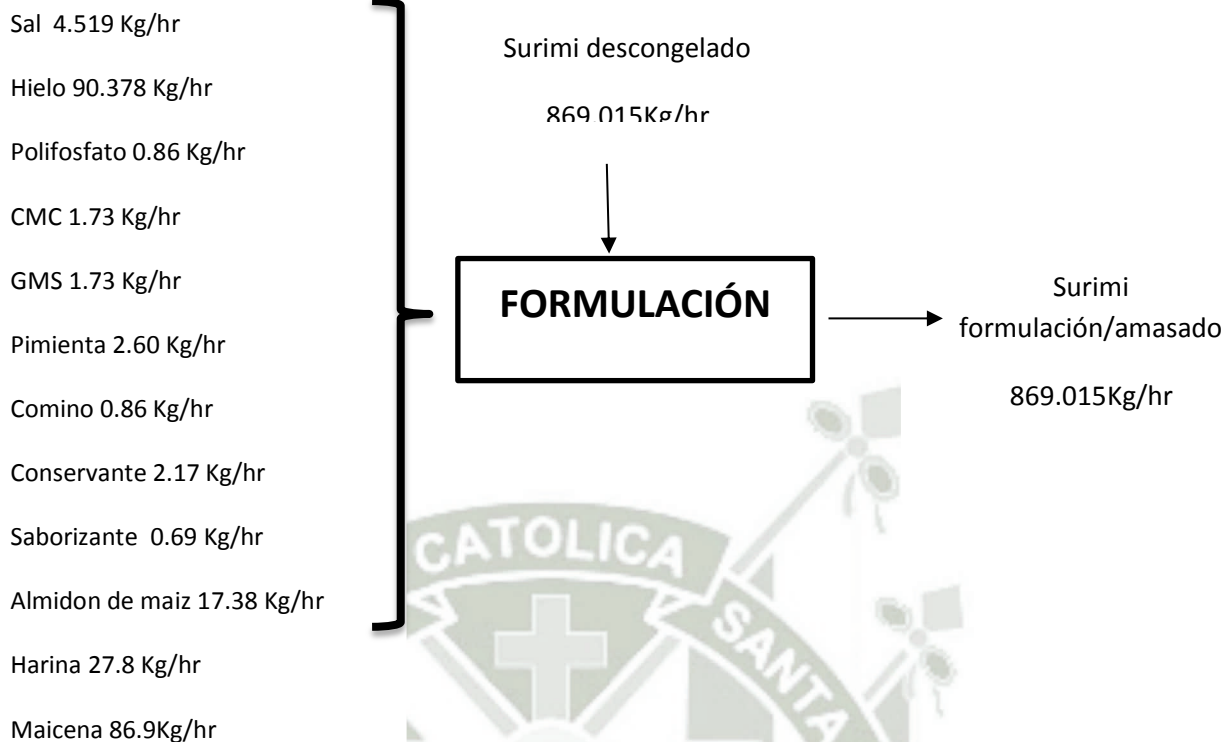 Sal 4.519 Kg/hr
Hielo 90.378 Kg/hr
Polifosfato 0.86 Kg/hr
CMC 1.73 Kg/hr
GMS 1.73 Kg/hr
Pimienta 2.60 Kg/hr
Comino 0.86 Kg/hr
Conservante 2.17 Kg/hr
Saborizante 0.69 Kg/hr
Almidon de maiz 17.38 Kg/hr
Harina 27.8 Kg/hr
Maicena 86.9Kg/hr
Surimi descongelado
869.015Kg/hr
FORMULACIÓN
Surimi
formulación/amasado
869.015Kg/hr
CATOLICA
SANTA